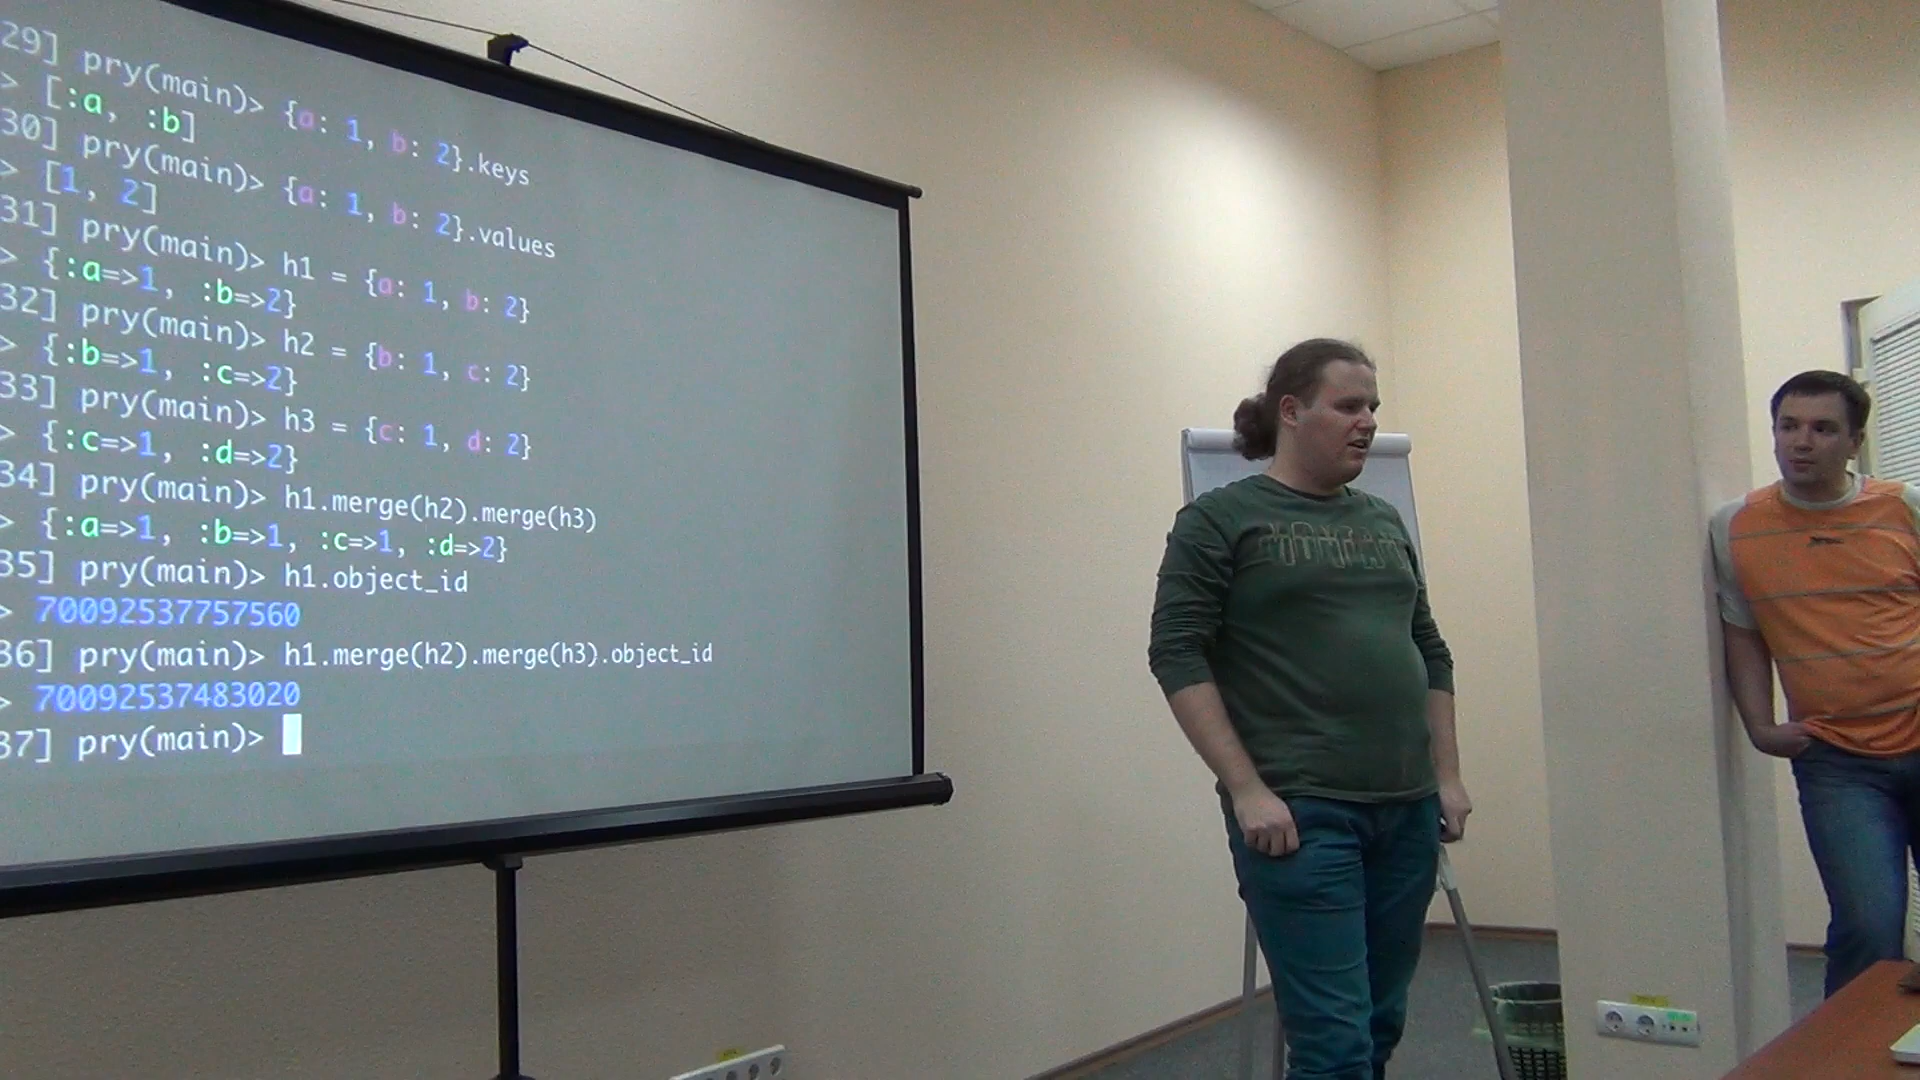 29] pry(main)> {a: 1, b: 2}.keys
> [:a, :b]
30] pry(main)> {a: 1, b: 2}.values
> [1, 2]
31] pry(main)> h1 = {a: 1, b: 2}
> {:a=>1, :b=>2}
32] pry(main)> h2 = {b: 1, c: 2}
> {:b=>1, :c=>2}
33] pry(main)> h3 = {c: 1, d: 2}
> {:c=>1, :d=>2}
34] pry(main)> h1.merge(h2).merge(h3)
> {:a=>1, :b=>1, :c=>1, :d=>2}
35] pry(main)> h1.object_id
> 70092537757560
36] pry(main)> h1.merge(h2).merge(h3).object_id
> 70092537483020
37] pry(main)>